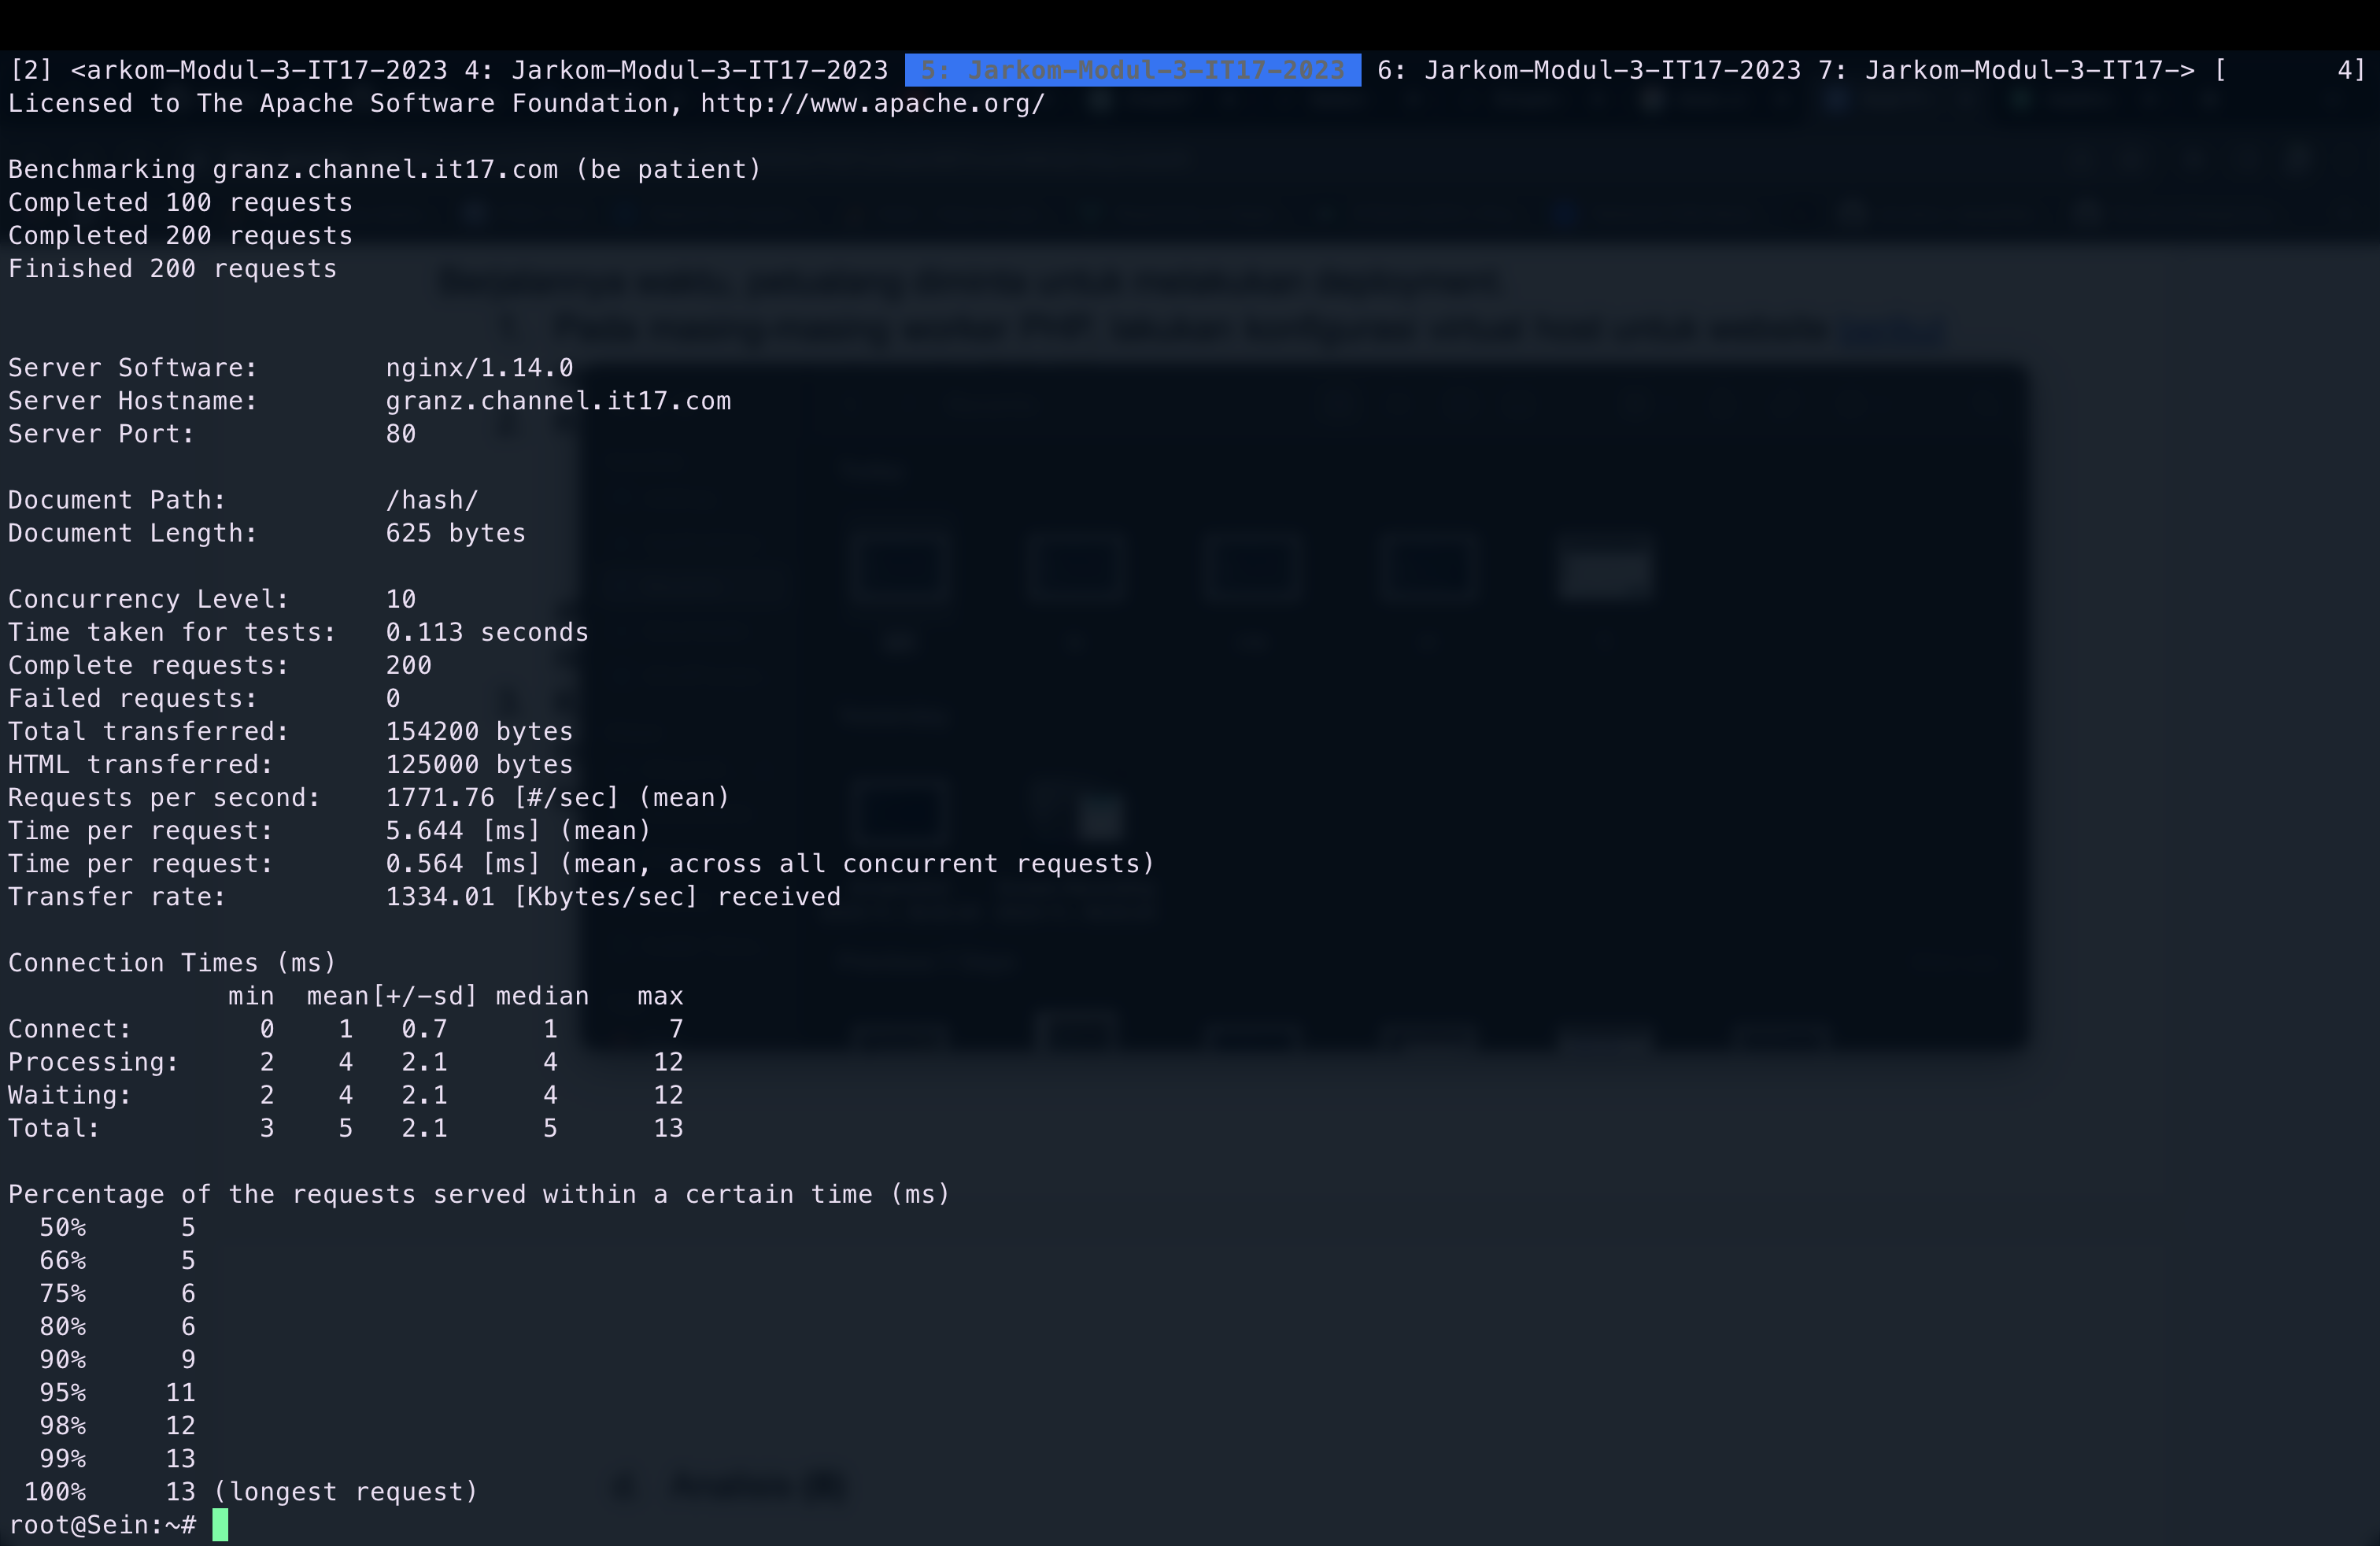 [2] <arkom-Modul-3-IT17-2023 4: Jarkom-Modul-3-IT17-2023  5: Jarkom-Modul-3-IT17-2023  6: Jarkom-Modul-3-IT17-2023 7: Jarkom-Modul-3-IT17-> [       4]
Licensed to The Apache Software Foundation, http://www.apache.org/

Benchmarking granz.channel.it17.com (be patient)
Completed 100 requests
Completed 200 requests
Finished 200 requests


Server Software:        nginx/1.14.0
Server Hostname:        granz.channel.it17.com
Server Port:            80

Document Path:          /hash/
Document Length:        625 bytes

Concurrency Level:      10
Time taken for tests:   0.113 seconds
Complete requests:      200
Failed requests:        0
Total transferred:      154200 bytes
HTML transferred:       125000 bytes
Requests per second:    1771.76 [#/sec] (mean)
Time per request:       5.644 [ms] (mean)
Time per request:       0.564 [ms] (mean, across all concurrent requests)
Transfer rate:          1334.01 [Kbytes/sec] received

Connection Times (ms)
              min  mean[+/-sd] median   max
Connect:        0    1   0.7      1       7
Processing:     2    4   2.1      4      12
Waiting:        2    4   2.1      4      12
Total:          3    5   2.1      5      13

Percentage of the requests served within a certain time (ms)
  50%      5
  66%      5
  75%      6
  80%      6
  90%      9
  95%     11
  98%     12
  99%     13
 100%     13 (longest request)
root@Sein:~#